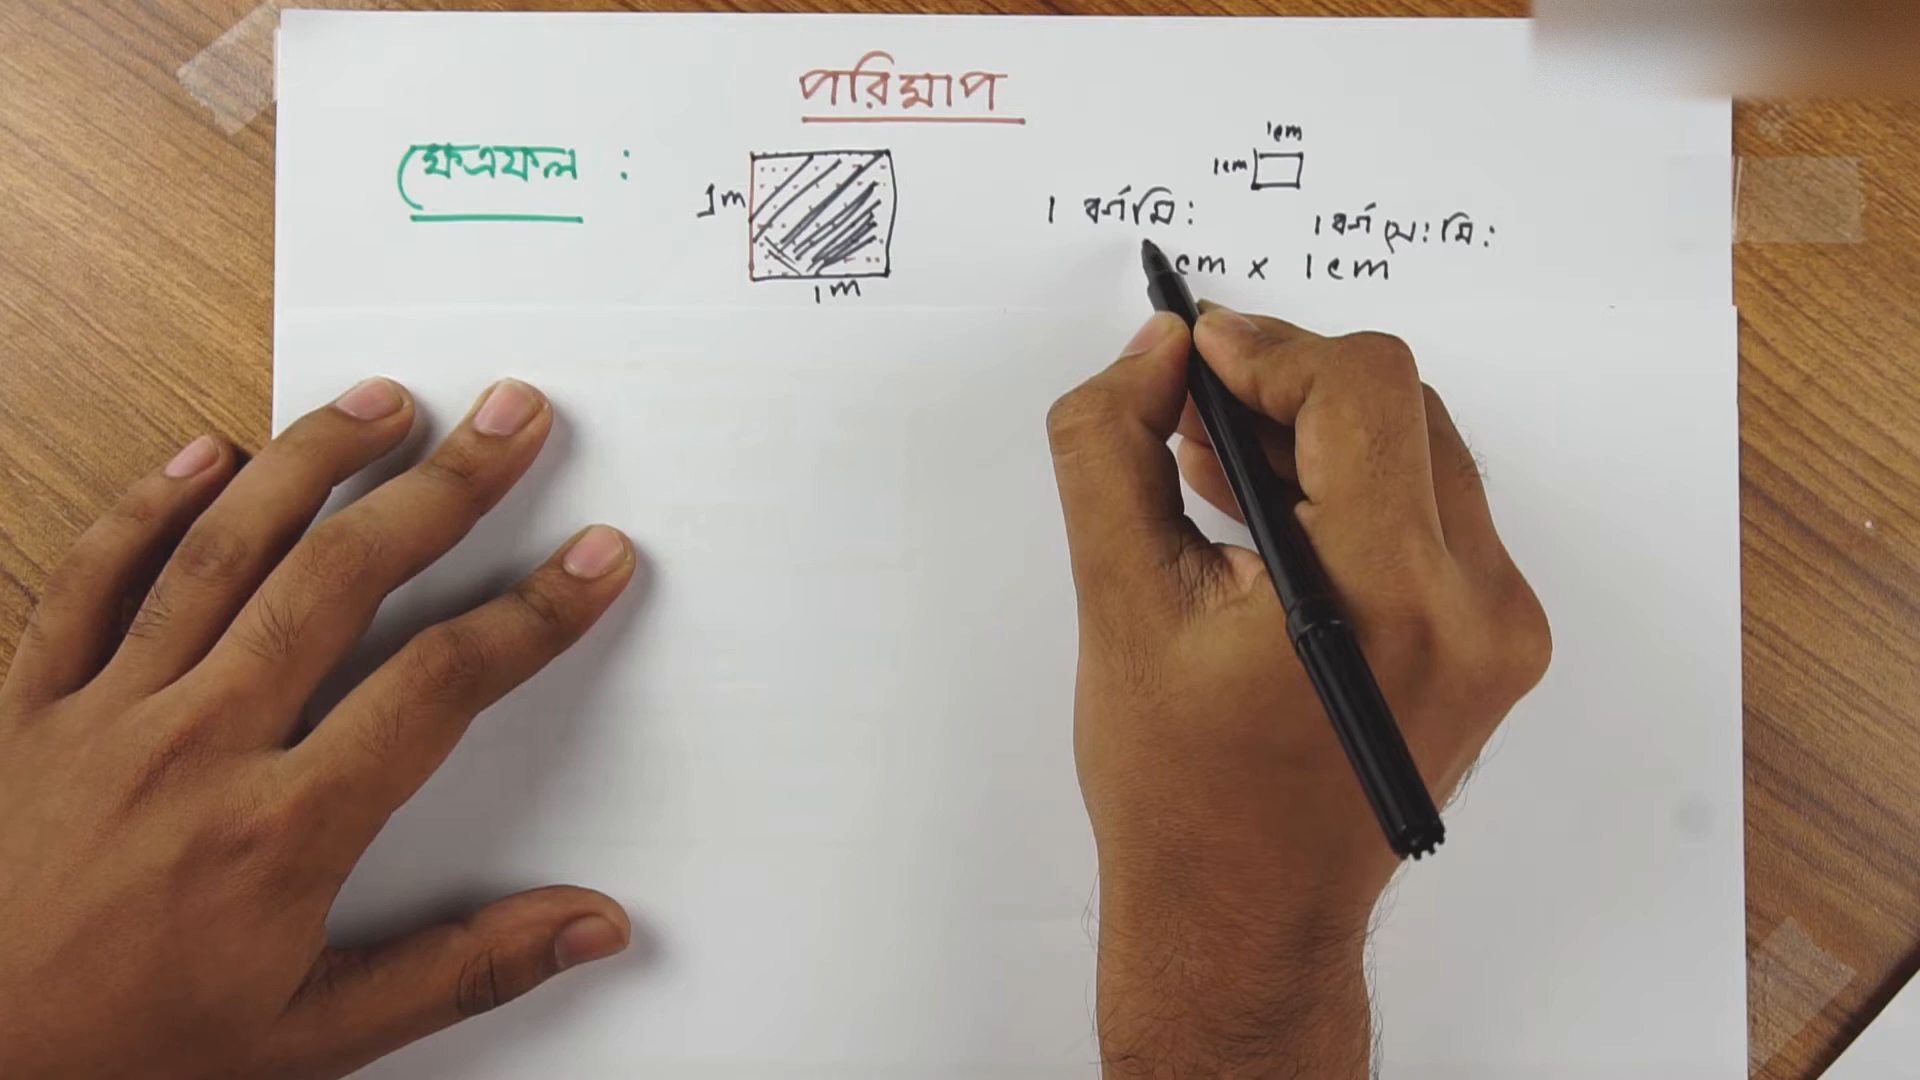 পরিমাপ
ক্ষেত্রফল :
1m
1m
1cm
1cm
1 বর্গমি:
1 বর্গ সে: মি:
cm x 1cm